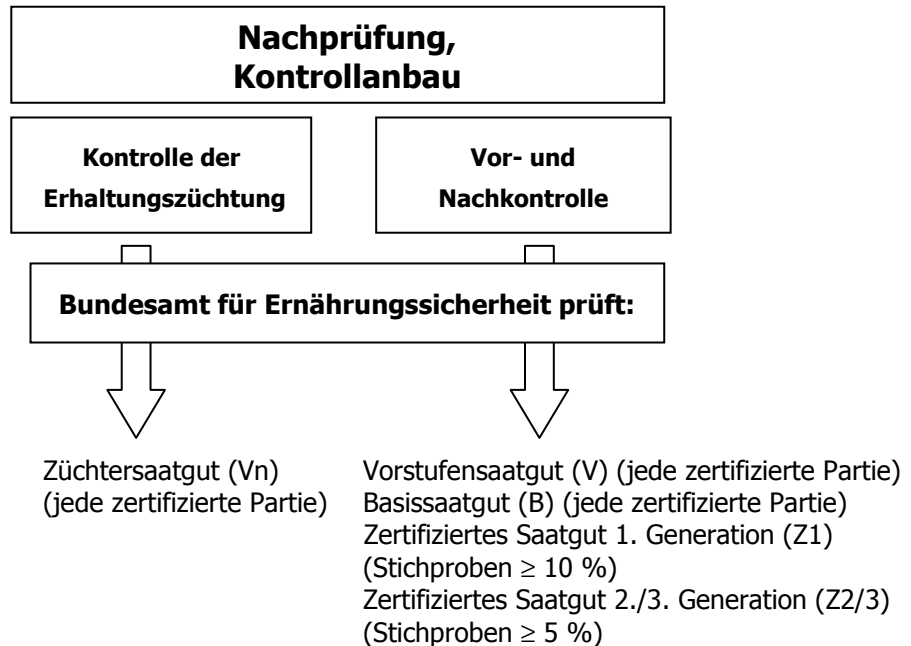 Nachprüfung,
Kontrollanbau
Kontrolle der
Erhaltungszüchtung
Vor- und
Nachkontrolle
Bundesamt für Ernährungssicherheit prüft:
Züchtersaatgut (Vn)
(jede zertifizierte Partie)
Vorstufensaatgut (V) (jede zertifizierte Partie)
Basissaatgut (B) (jede zertifizierte Partie)
Zertifiziertes Saatgut 1. Generation (Z1)
(Stichproben ≥ 10 %)
Zertifiziertes Saatgut 2./3. Generation (Z2/3)
(Stichproben ≥ 5 %)